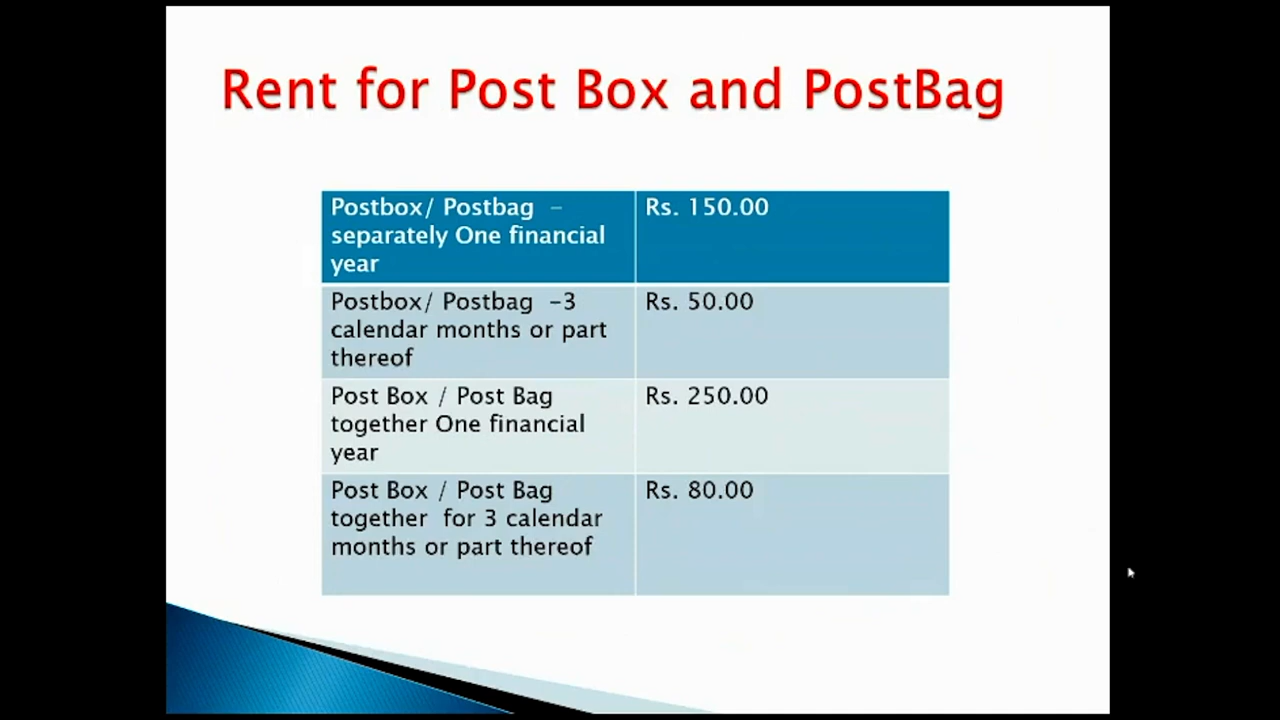 Rent for Post Box and PostBag
Postbox/ Postbag –
separately One financial
year
Rs. 150.00
Postbox/ Postbag –3
calendar months or part
thereof
Rs. 50.00
Post Box / Post Bag
together One financial
year
Rs. 250.00
Post Box / Post Bag
together for 3 calendar
months or part thereof
Rs. 80.00